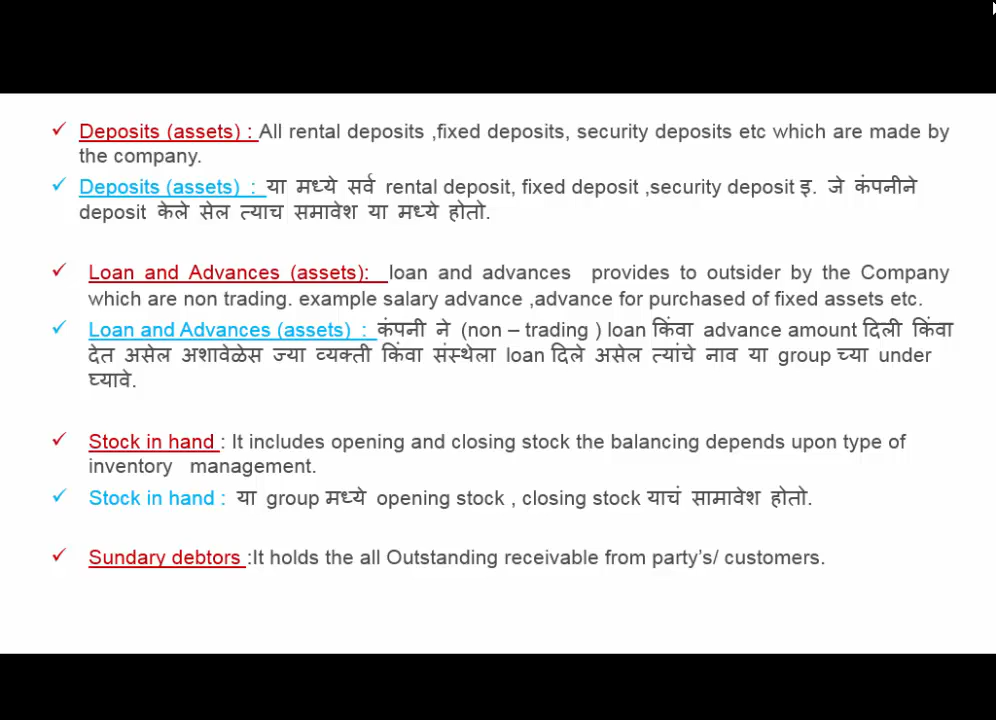 ✓ Deposits (assets) : All rental deposits ,fixed deposits, security deposits etc which are made by
the company.
✓ Deposits (assets) : या मध्ये सर्व rental deposit, fixed deposit ,security deposit इ. जे कंपनीने
deposit केले सेल त्याच समावेश या मध्ये होतो.
✓ Loan and Advances (assets): loan and advances provides to outsider by the Company
which are non trading. example salary advance ,advance for purchased of fixed assets etc.
✓ Loan and Advances (assets) : कंपनी ने (non – trading ) loan किंवा advance amount दिली किंवा
देत असेल अशावेळेस ज्या व्यक्ती किंवा संस्थेला loan दिले असेल त्यांचे नाव या group च्या under
घ्यावे.
✓ Stock in hand : It includes opening and closing stock the balancing depends upon type of
inventory management.
✓ Stock in hand : या group मध्ये opening stock , closing stock याचं सामावेश होतो.
✓ Sundary debtors :It holds the all Outstanding receivable from party's/ customers.